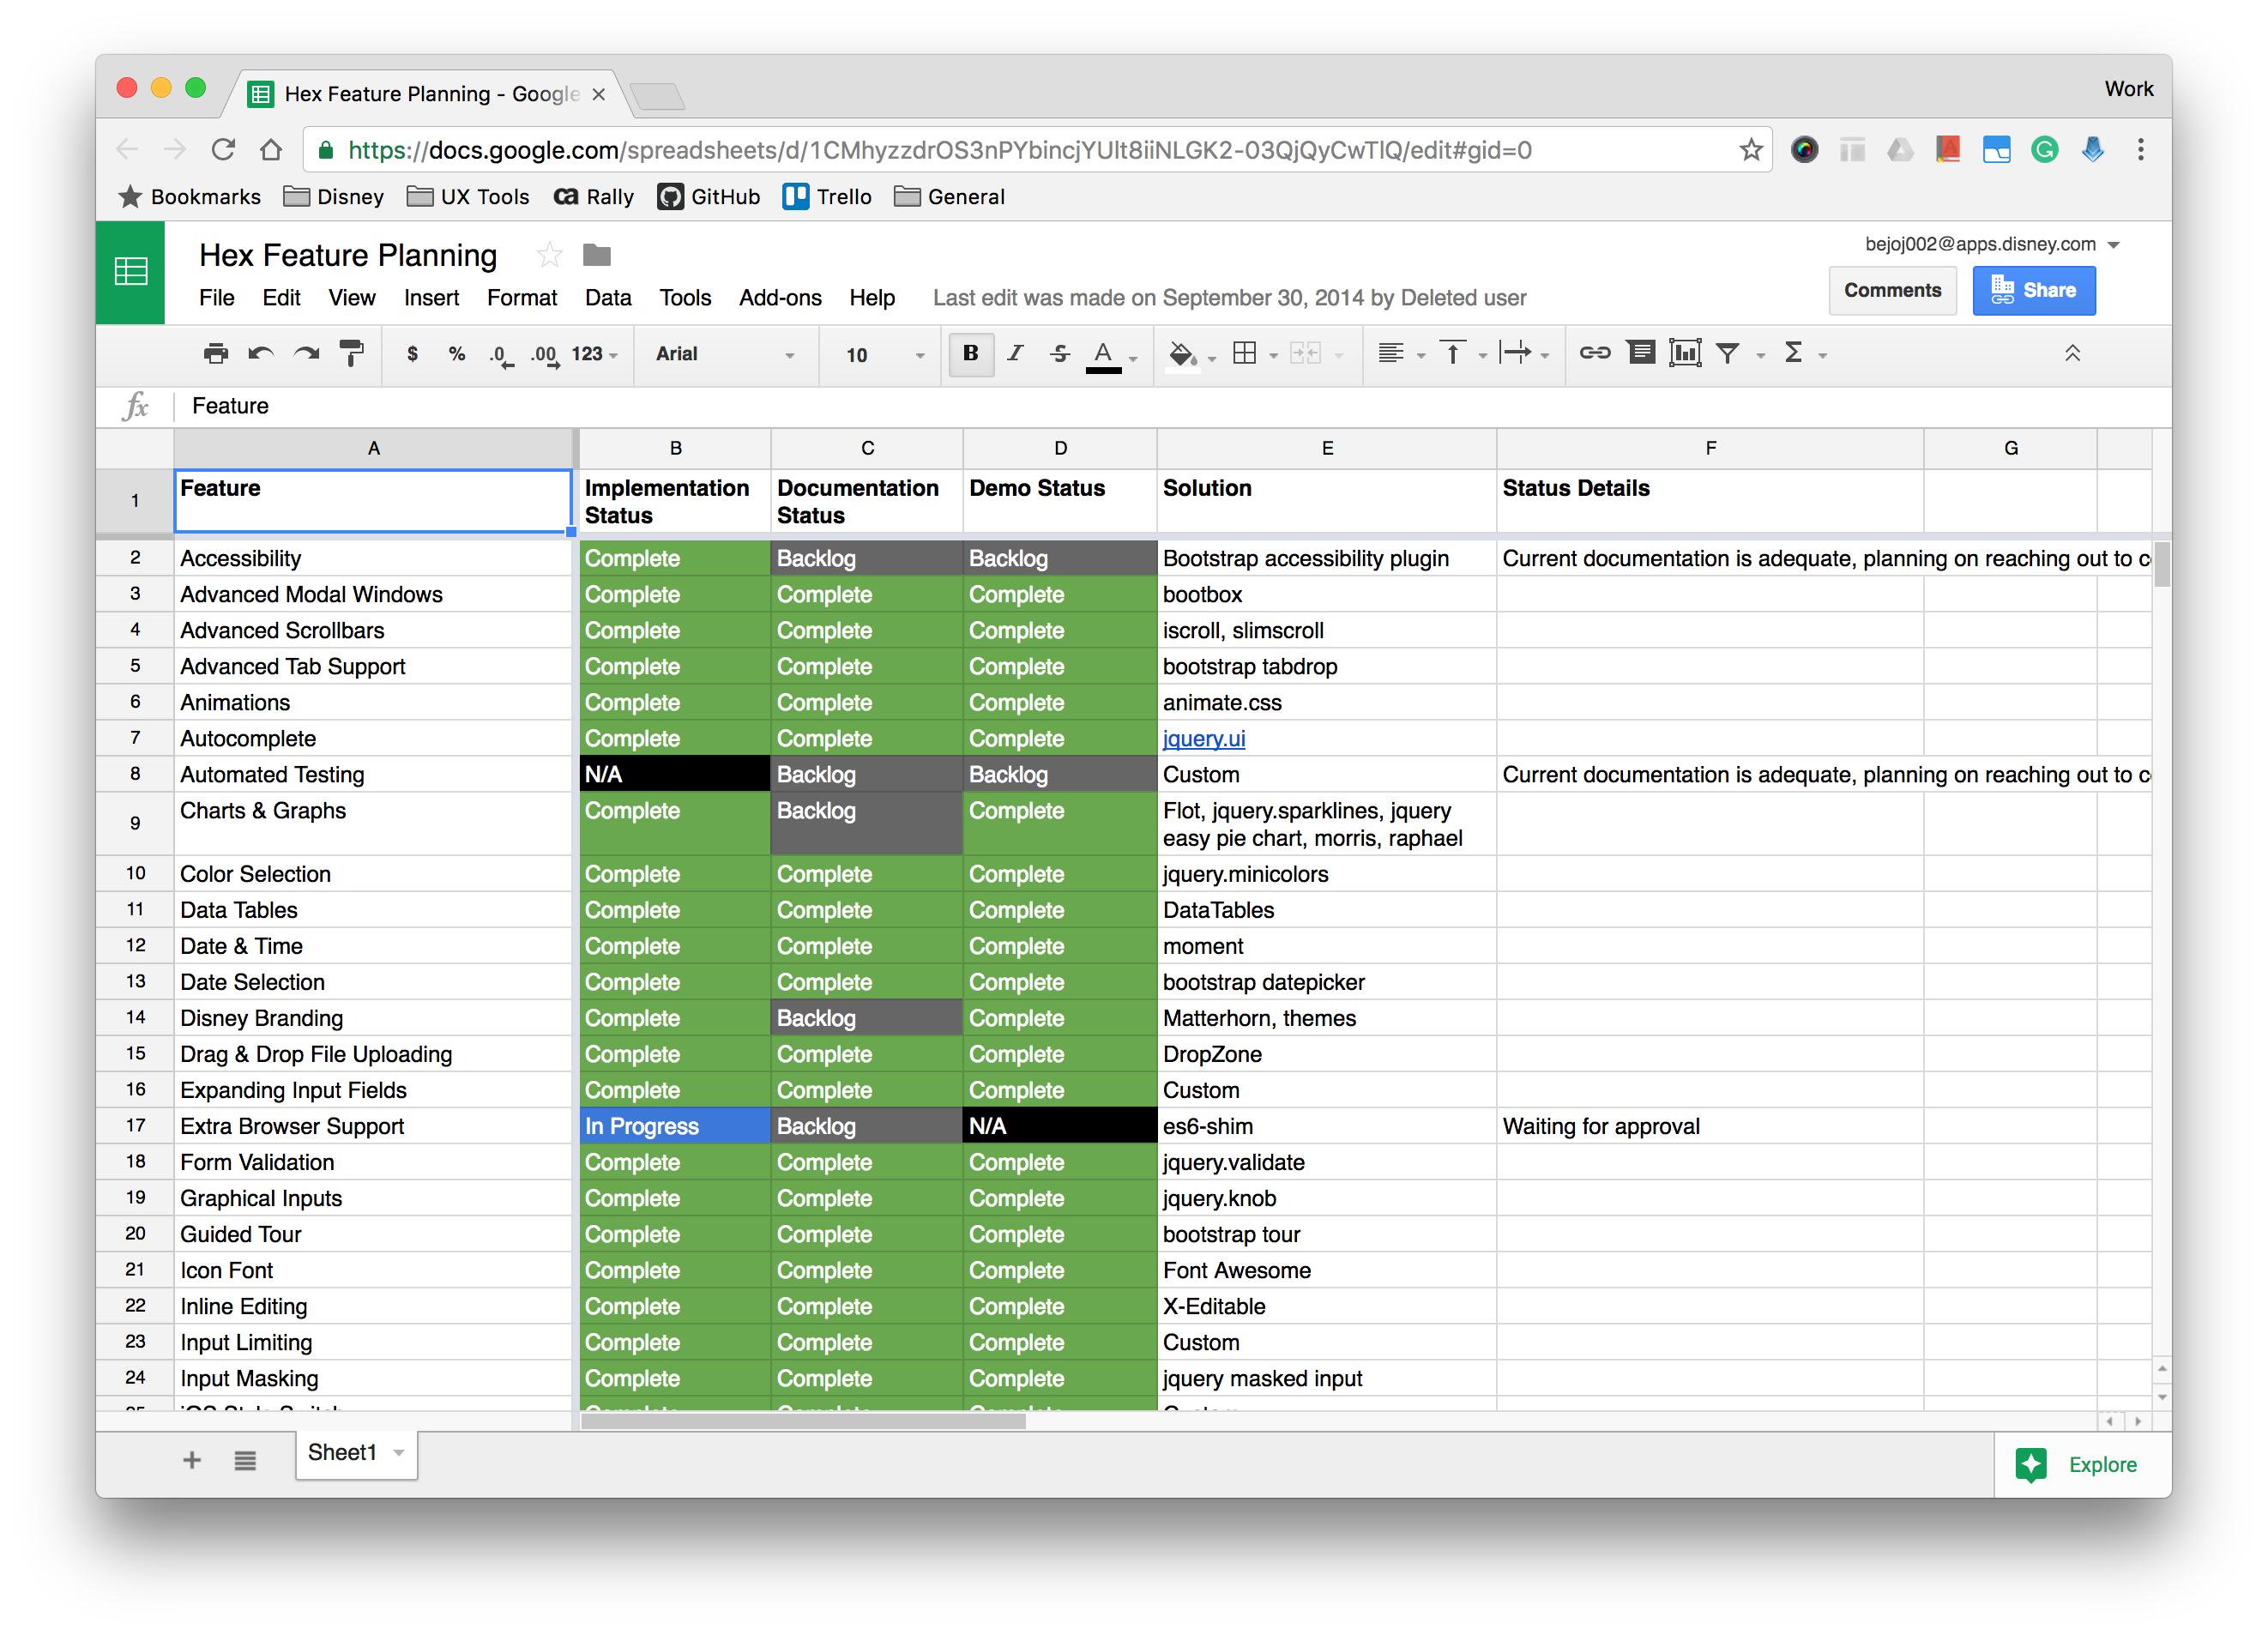 Hex Feature Planning - Google
Work
https://docs.google.com/spreadsheets/d/1CMhyzzdrOS3nPYbincjYUlt8iiNLGK2-03QjQyCwTlQ/edit#gid=0
Bookmarks Disney UX Tools ca Rally GitHub Trello General
Hex Feature Planning
bejoj002@apps.disney.com
File Edit View Insert Format Data Tools Add-ons Help Last edit was made on September 30, 2014 by Deleted user
Comments Share
$ % .0 .00 123 Arial 10 B I S A Σ
fx Feature
A B C D E F G
1 Feature Implementation Status Documentation Status Demo Status Solution Status Details
2 Accessibility Complete Backlog Backlog Bootstrap accessibility plugin Current documentation is adequate, planning on reaching out to
3 Advanced Modal Windows Complete Complete Complete bootbox
4 Advanced Scrollbars Complete Complete Complete iscroll, slimscroll
5 Advanced Tab Support Complete Complete Complete bootstrap tabdrop
6 Animations Complete Complete Complete animate.css
7 Autocomplete Complete Complete Complete jquery.ui
8 Automated Testing N/A Backlog Backlog Custom Current documentation is adequate, planning on reaching out to
9 Charts & Graphs Complete Backlog Complete Flot, jquery.sparklines, jquery
easy pie chart, morris, raphael
10 Color Selection Complete Complete Complete jquery.minicolors
11 Data Tables Complete Complete Complete DataTables
12 Date & Time Complete Complete Complete moment
13 Date Selection Complete Complete Complete bootstrap datepicker
14 Disney Branding Complete Backlog Complete Matterhorn, themes
15 Drag & Drop File Uploading Complete Complete Complete DropZone
16 Expanding Input Fields Complete Complete Complete Custom
17 Extra Browser Support In Progress Backlog N/A es6-shim Waiting for approval
18 Form Validation Complete Complete Complete jquery.validate
19 Graphical Inputs Complete Complete Complete jquery.knob
20 Guided Tour Complete Complete Complete bootstrap tour
21 Icon Font Complete Complete Complete Font Awesome
22 Inline Editing Complete Complete Complete X-Editable
23 Input Limiting Complete Complete Complete Custom
24 Input Masking Complete Complete Complete jquery masked input
Sheet1
Explore